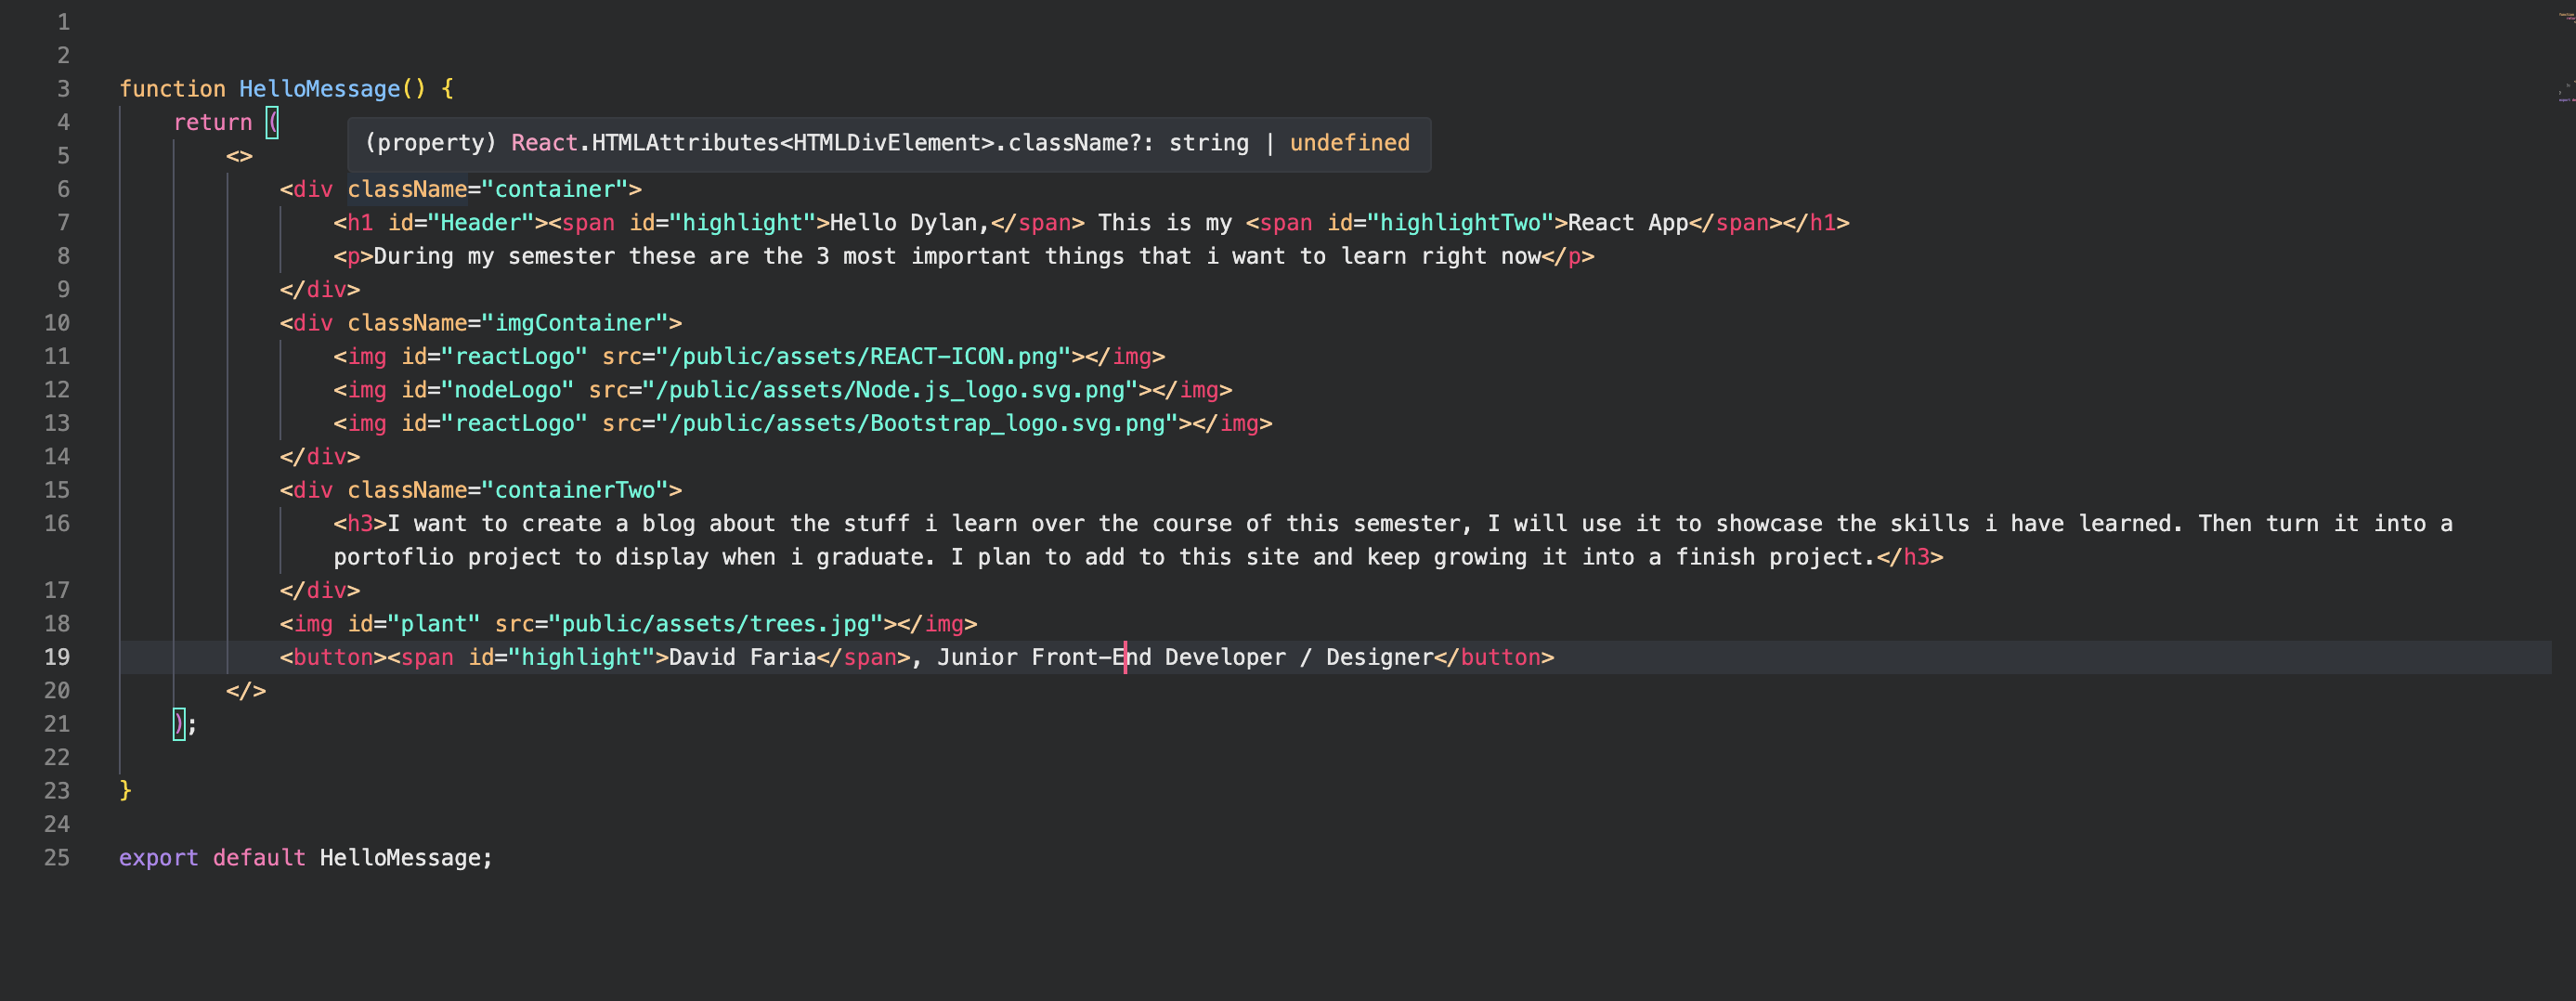 1
2
3 function HelloMessage() {
4 return (
(property) React.HTMLAttributes<HTMLDivElement>.className?: string | undefined
5 <>
6 <div className="container">
7 <h1 id="Header"><span id="highlight">Hello Dylan,</span> This is my <span id="highlightTwo">React App</span></h1>
8 <p>During my semester these are the 3 most important things that i want to learn right now</p>
9 </div>
10 <div className="imgContainer">
11 <img id="reactLogo" src="/public/assets/REACT-ICON.png"></img>
12 <img id="nodeLogo" src="/public/assets/Node.js_logo.svg.png"></img>
13 <img id="reactLogo" src="/public/assets/Bootstrap_logo.svg.png"></img>
14 </div>
15 <div className="containerTwo">
16 <h3>I want to create a blog about the stuff i learn over the course of this semester, I will use it to showcase the skills i have learned. Then turn it into a
portoflio project to display when i graduate. I plan to add to this site and keep growing it into a finish project.</h3>
17 </div>
18 <img id="plant" src="public/assets/trees.jpg"></img>
19 <button><span id="highlight">David Faria</span>, Junior Front-End Developer / Designer</button>
20 </>
21 );
22
23 }
24
25 export default HelloMessage;